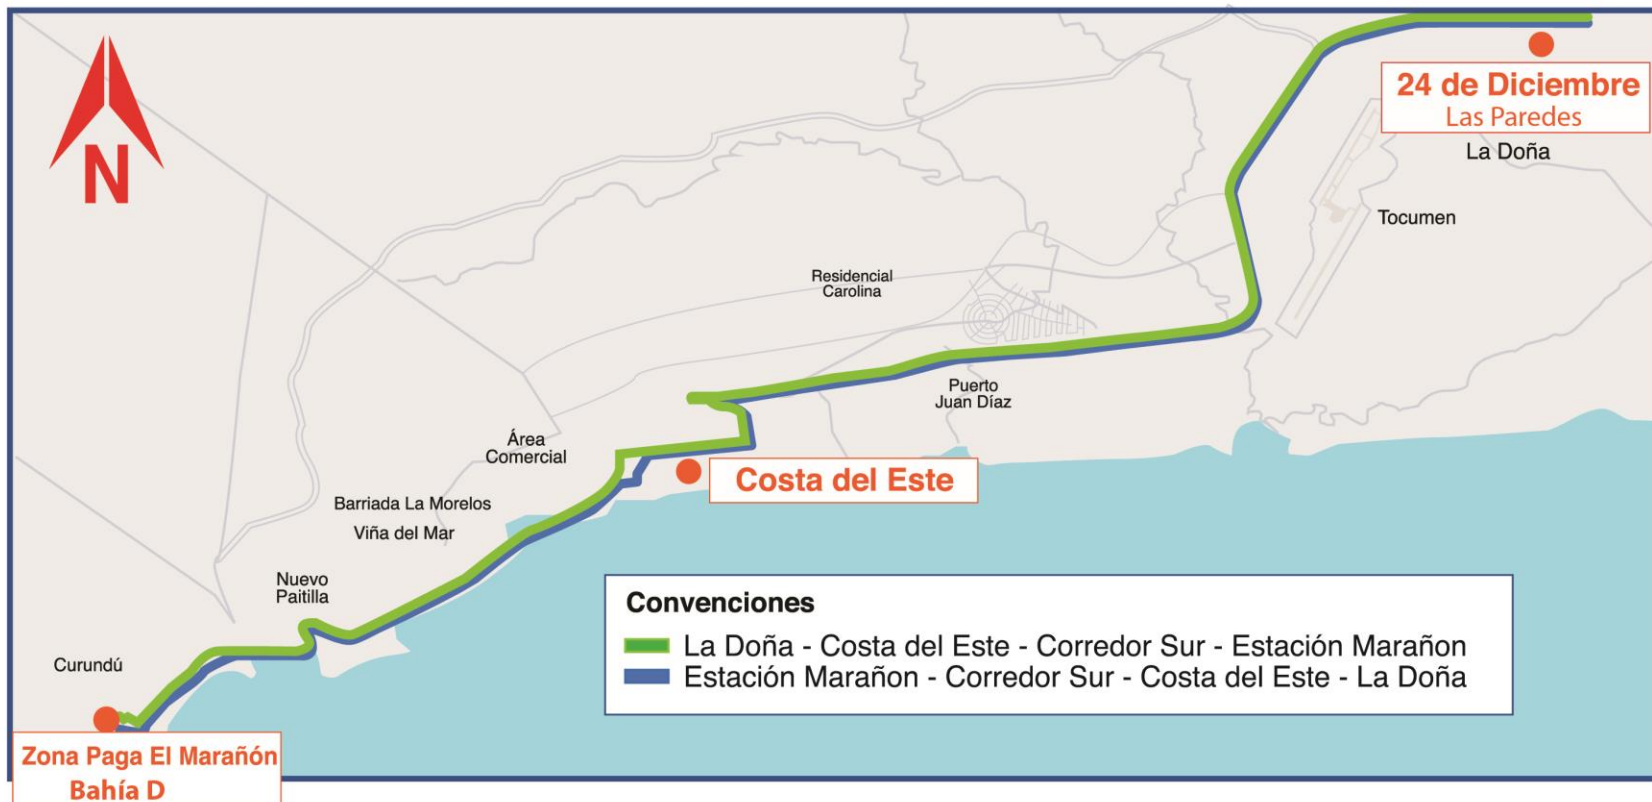 N
24 de Diciembre
Las Paredes
La Doña
Tocumen
Residencial
Carolina
Puerto
Juan Díaz
Área
Comercial
Costa del Este
Barriada La Morelos
Viña del Mar
Nuevo
Paitilla
Curundú
Zona Paga El Marañón
Bahía D
Convenciones
La Doña - Costa del Este - Corredor Sur - Estación Marañon
Estación Marañon - Corredor Sur - Costa del Este - La Doña